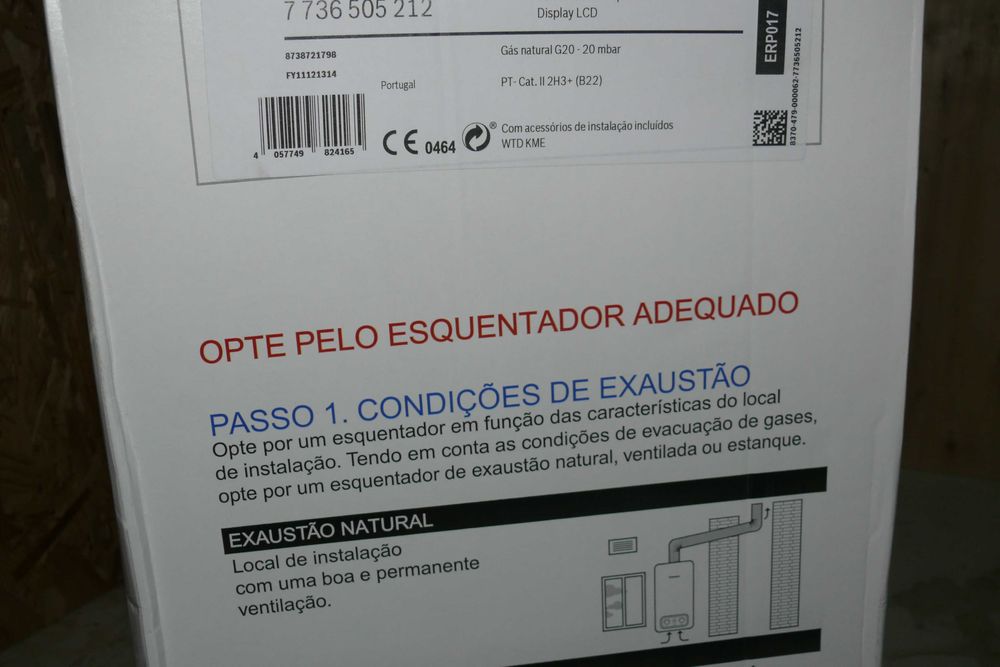 7 736 505 212
Display LCD
8738721798
Gás natural G20 - 20 mbar
FY11121314
Portugal
PT- Cat. II 2H3+ (B22)
4 057749 824165
CE 0464
Com acessórios de instalação incluídos
WTD KME
ERP017
8370-479-000062-7736505212
OPTE PELO ESQUENTADOR ADEQUADO
PASSO 1. CONDIÇÕES DE EXAUSTÃO
Opte por um esquentador em função das características do local
de instalação. Tendo em conta as condições de evacuação de gases,
opte por um esquentador de exaustão natural, ventilada ou estanque.
EXAUSTÃO NATURAL
Local de instalação
com uma boa e permanente
ventilação.